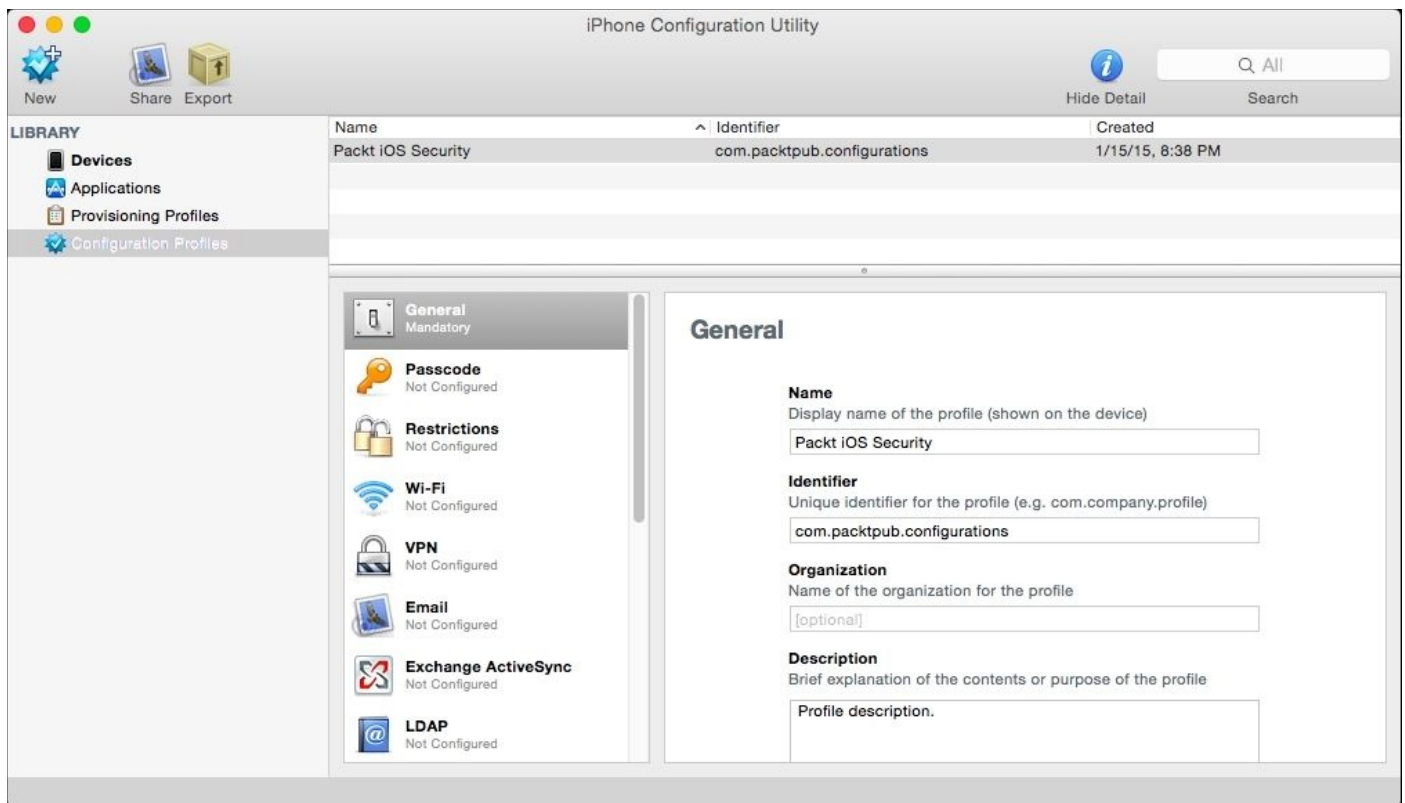 iPhone Configuration Utility
New
Share
Export
Hide Detail
All
Search
LIBRARY
Devices
Applications
Provisioning Profiles
Configuration Profiles
Name Identifier Created
Packt iOS Security com.packtpub.configurations 1/15/15, 8:38 PM
General
Mandatory
Passcode
Not Configured
Restrictions
Not Configured
Wi-Fi
Not Configured
VPN
Not Configured
Email
Not Configured
Exchange ActiveSync
Not Configured
LDAP
Not Configured
General
Name
Display name of the profile (shown on the device)
Packt iOS Security
Identifier
Unique identifier for the profile (e.g. com.company.profile)
com.packtpub.configurations
Organization
Name of the organization for the profile
[optional]
Description
Brief explanation of the contents or purpose of the profile
Profile description.